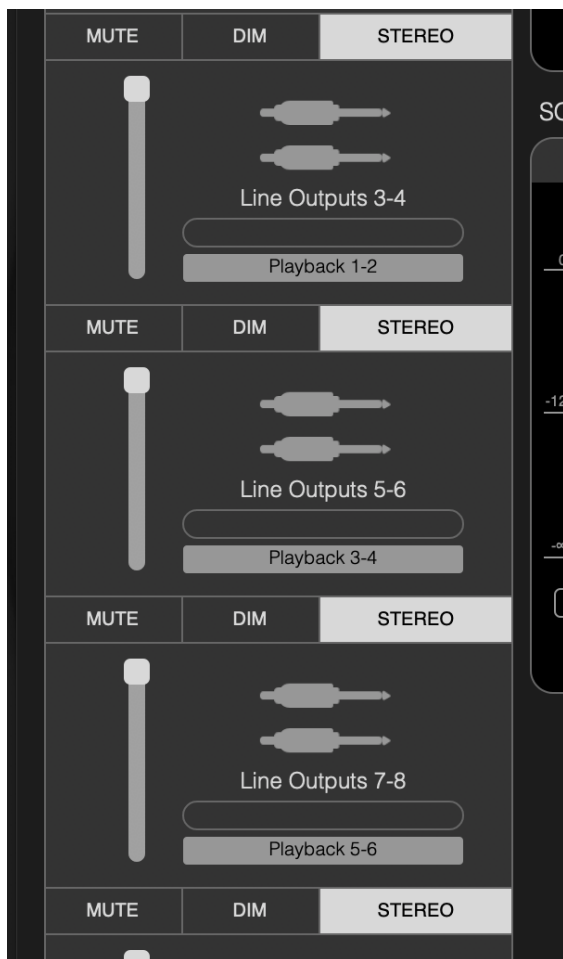 MUTE DIM STEREO
Line Outputs 3-4
Playback 1-2
MUTE DIM STEREO
Line Outputs 5-6
Playback 3-4
MUTE DIM STEREO
Line Outputs 7-8
Playback 5-6
MUTE DIM STEREO
-12
-∞